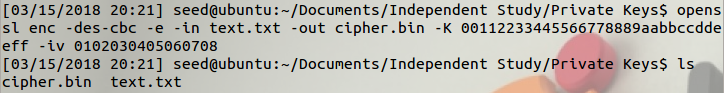 [03/15/2018 20:21] seed@ubuntu:~/Documents/Independent Study/Private Keys$ opens
sl enc -des-cbc -e -in text.txt -out cipher.bin -K 00112233445566778889aabbccdde
eff -iv 0102030405060708
[03/15/2018 20:21] seed@ubuntu:~/Documents/Independent Study/Private Keys$ ls
cipher.bin  text.txt